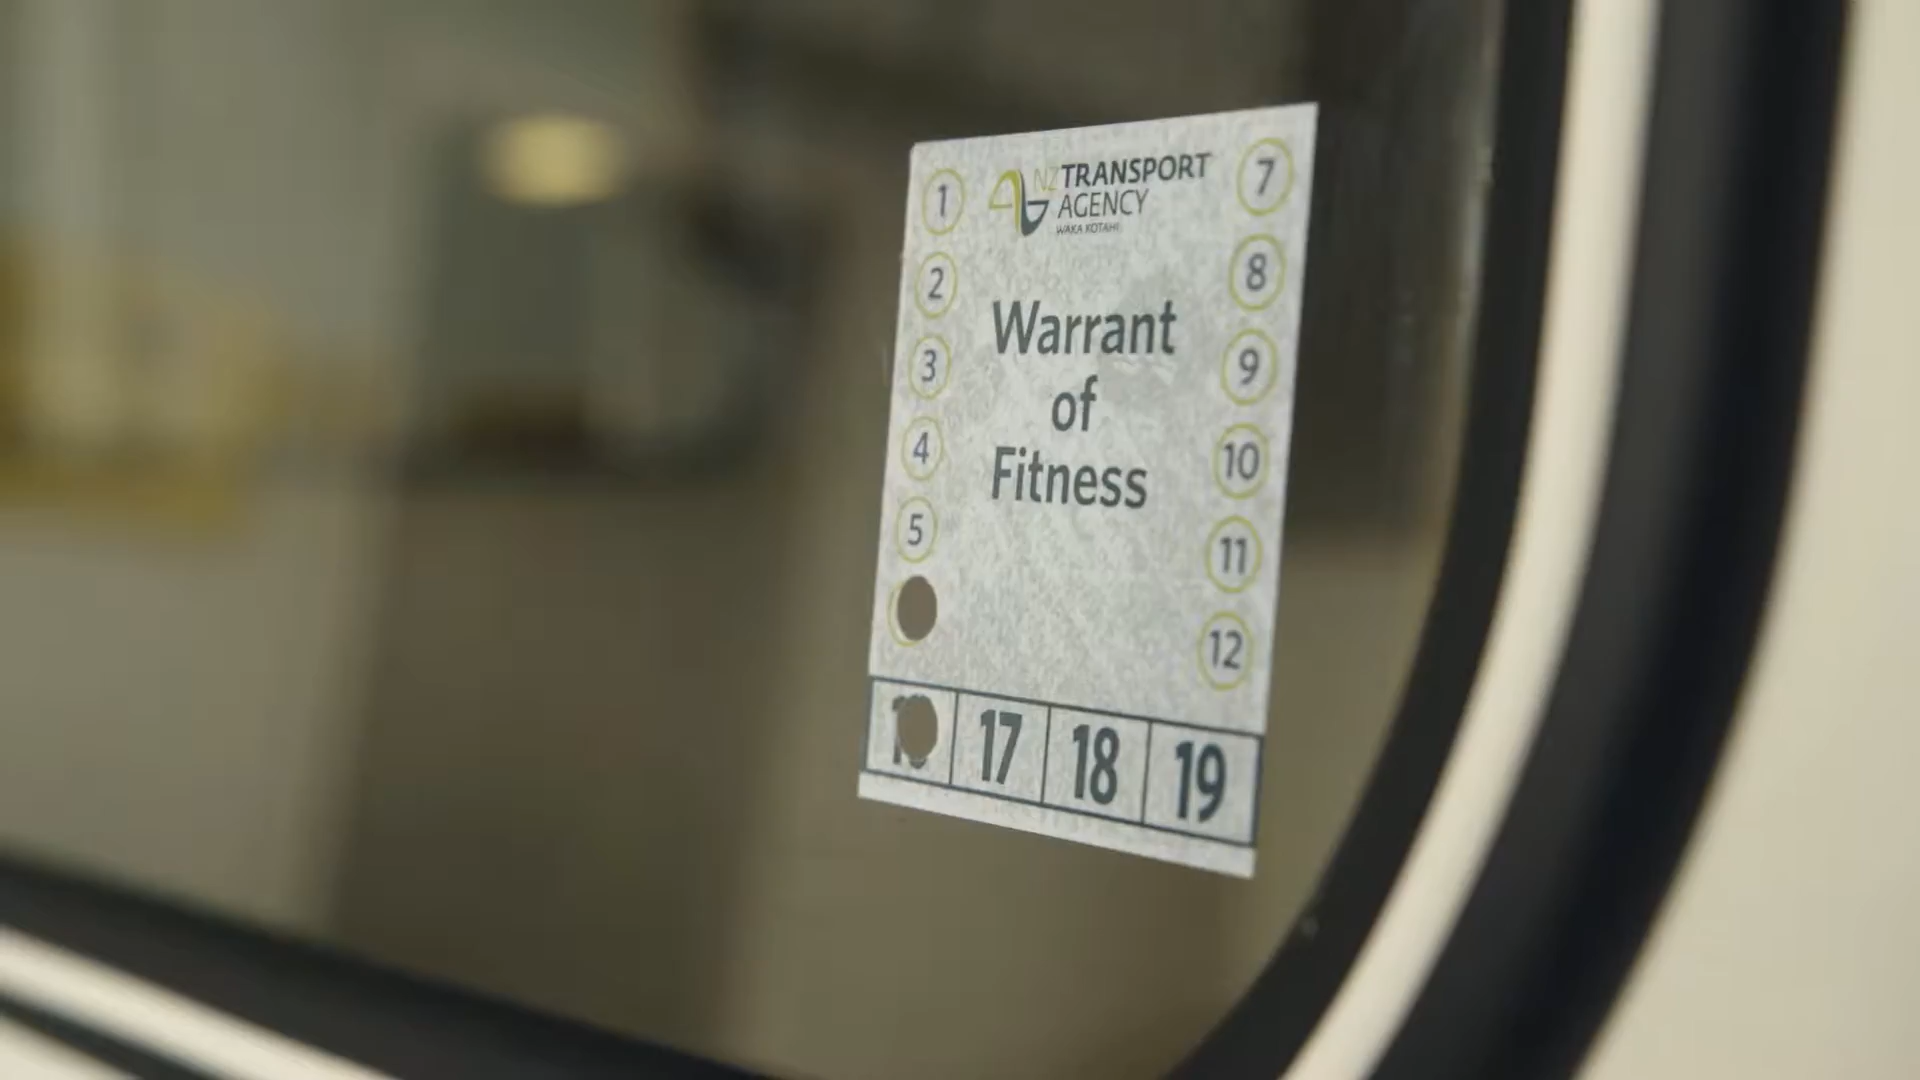 NZ TRANSPORT
AGENCY
WAKA KOTAHI
Warrant
of
Fitness
1
2
3
4
5
7
8
9
10
11
12
17
18
19